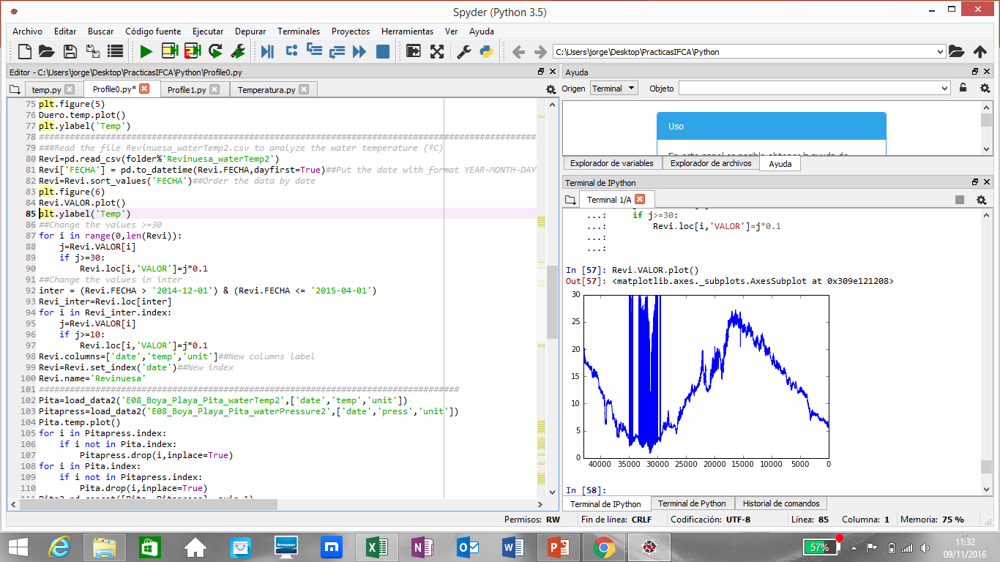 Spyder (Python 3.5)
Archivo Editar Buscar Código fuente Ejecutar Depurar Terminales Proyectos Herramientas Ver Ayuda
C:\Users\jorge\Desktop\PracticasIFCA\Python
Editor - C:\Users\jorge\Desktop\PracticasIFCA\Python\Profile0.py
temp.py Profile0.py* Profile1.py Temperatura.py
75 plt.figure(5)
76 Duero.temp.plot()
77 plt.ylabel('Temp')
78 ##########################################################################################
79 ###Read the file Revinuesa_waterTemp2.csv to analyze the water temperature (ºC)
80 Revi=pd.read_csv(folder%'Revinuesa_waterTemp2')
81 Revi['FECHA'] = pd.to_datetime(Revi.FECHA,dayfirst=True)##Put the date with format YEAR-MONTH-DAY
82 Revi=Revi.sort_values('FECHA')##Order the data by date
83 plt.figure(6)
84 Revi.VALOR.plot()
85 plt.ylabel('Temp')
86 ##Change the values >=30
87 for i in range(0,len(Revi)):
88     j=Revi.VALOR[i]
89     if j>=30:
90         Revi.loc[i,'VALOR']=j*0.1
91 ##Change the values in inter
92 inter = (Revi.FECHA > '2014-12-01') & (Revi.FECHA <= '2015-04-01')
93 Revi_inter=Revi.loc[inter]
94 for i in Revi_inter.index:
95     j=Revi.VALOR[i]
96     if j>=10:
97         Revi.loc[i,'VALOR']=j*0.1
98 Revi.columns=['date','temp','unit']##New columns label
99 Revi=Revi.set_index('date')##New index
100 Revi.name='Revinuesa'
101 ############################################################################
102 Pita=load_data2('E08_Boya_Playa_Pita_waterTemp2',['date','temp','unit'])
103 Pitapress=load_data2('E08_Boya_Playa_Pita_waterPressure2',['date','press','unit'])
104 Pita.temp.plot()
105 for i in Pitapress.index:
106     if i not in Pita.index:
107         Pitapress.drop(i,inplace=True)
108 for i in Pita.index:
109     if i not in Pitapress.index:
110         Pita.drop(i,inplace=True)
Ayuda
Origen Terminal Objeto
Uso
Explorador de variables Explorador de archivos Ayuda
Terminal de IPython
Terminal 1/A
...:     if j>=30:
...:         Revi.loc[i,'VALOR']=j*0.1
...:
...:
In [57]: Revi.VALOR.plot()
Out[57]: <matplotlib.axes._subplots.AxesSubplot at 0x309e121208>
30
25
20
15
10
5
0
40000 35000 30000 25000 20000 15000 10000 5000 0
In [58]:
Terminal de IPython Terminal de Python Historial de comandos
Permisos: RW Fin de línea: CRLF Codificación: UTF-8 Línea: 85 Columna: 1 Memoria: 75 %
lenovo
57%
11:32
09/11/2016